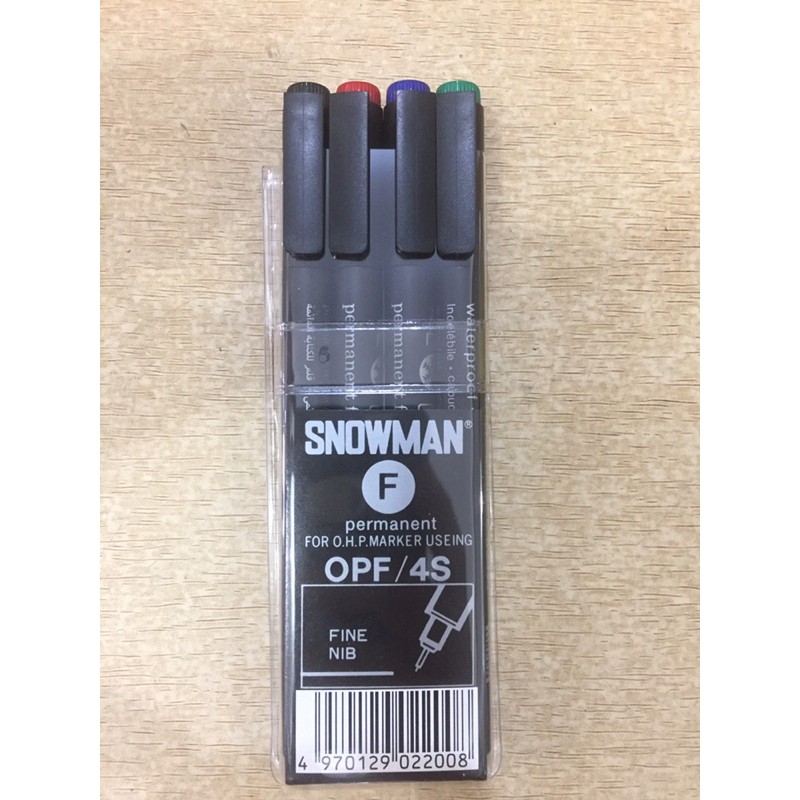 permanent
permanent
waterproof
Indelebile •
SNOWMAN®
F
permanent
FOR O.H.P.MARKER USEING
OPF/4S
FINE
NIB
4 970129 022008